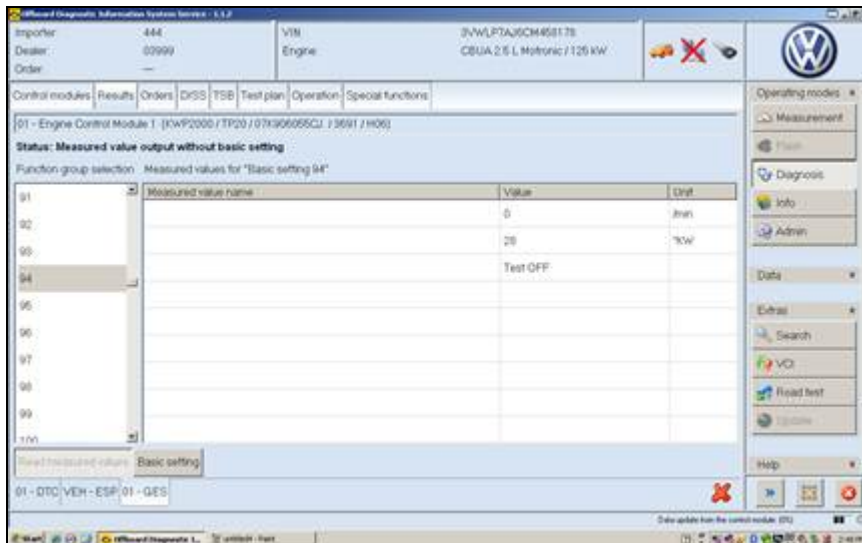 Offboard Diagnostic Information System Service - 1.1.2
Importer: 444
Dealer: 03999
Order: ---
VIN: 3VWLP7AJ6CM458178
Engine: CBUA 2.5 L Motronic / 125 kW
Control modules Results Orders DISS TSB Test plan Operation Special functions
01 - Engine Control Module 1 (KWP2000 / TP20 / 07K906055CJ / 3691 / H06)
Status: Measured value output without basic setting
Function group selection Measured values for "Basic setting 94"
Measured value name Value Unit
91
0 /min
92
28 °KW
93
Test OFF
94
95
96
97
98
99
100
Read measured values Basic setting
01 - DTC VEH - ESP 01 - GES
Operating modes
Measurement
Flash
Diagnosis
Info
Admin
Data
Extras
Search
VCI
Road test
Update
Help
Data update from the control module: (0%)
Start
Offboard Diagnostic I...
untitled - Paint